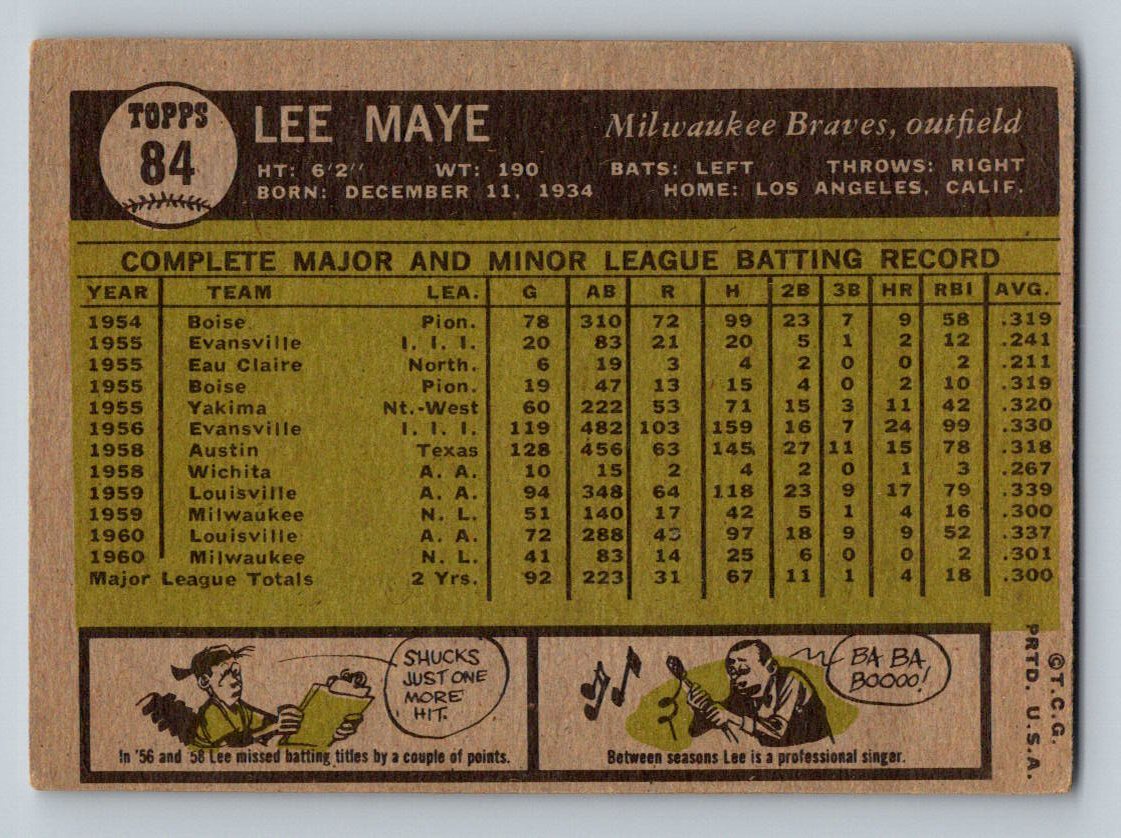 TOPPS
84
LEE MAYE Milwaukee Braves, outfield
HT: 6'2" WT: 190 BATS: LEFT THROWS: RIGHT
BORN: DECEMBER 11, 1934 HOME: LOS ANGELES, CALIF.
COMPLETE MAJOR AND MINOR LEAGUE BATTING RECORD
YEAR TEAM LEA. G AB R H 2B 3B HR RBI AVG.
1954 Boise Pion. 78 310 72 99 23 7 9 58 .319
1955 Evansville I. I. I. 20 83 21 20 5 1 2 12 .241
1955 Eau Claire North. 6 19 3 4 2 0 0 2 .211
1955 Boise Pion. 19 47 13 15 4 0 2 10 .319
1955 Yakima Nt.-West 60 222 53 71 15 3 11 42 .320
1956 Evansville I. I. I. 119 482 103 159 16 7 24 99 .330
1958 Austin Texas 128 456 63 145 27 11 15 78 .318
1958 Wichita A. A. 10 15 2 4 2 0 1 3 .267
1959 Louisville A. A. 94 348 64 118 23 9 17 79 .339
1959 Milwaukee N. L. 51 140 17 42 5 1 4 16 .300
1960 Louisville A. A. 72 288 97 18 9 9 52 .337
1960 Milwaukee N. L. 41 83 14 25 6 0 0 2 .301
Major League Totals 2 Yrs. 92 223 31 67 11 1 4 18 .300
SHUCKS
JUST ONE
MORE
HIT.
In '56 and '58 Lee missed batting titles by a couple of points.
BA BA
BOOOO!
Between seasons Lee is a professional singer.
©T.C.G.
PRTD. U.S.A.